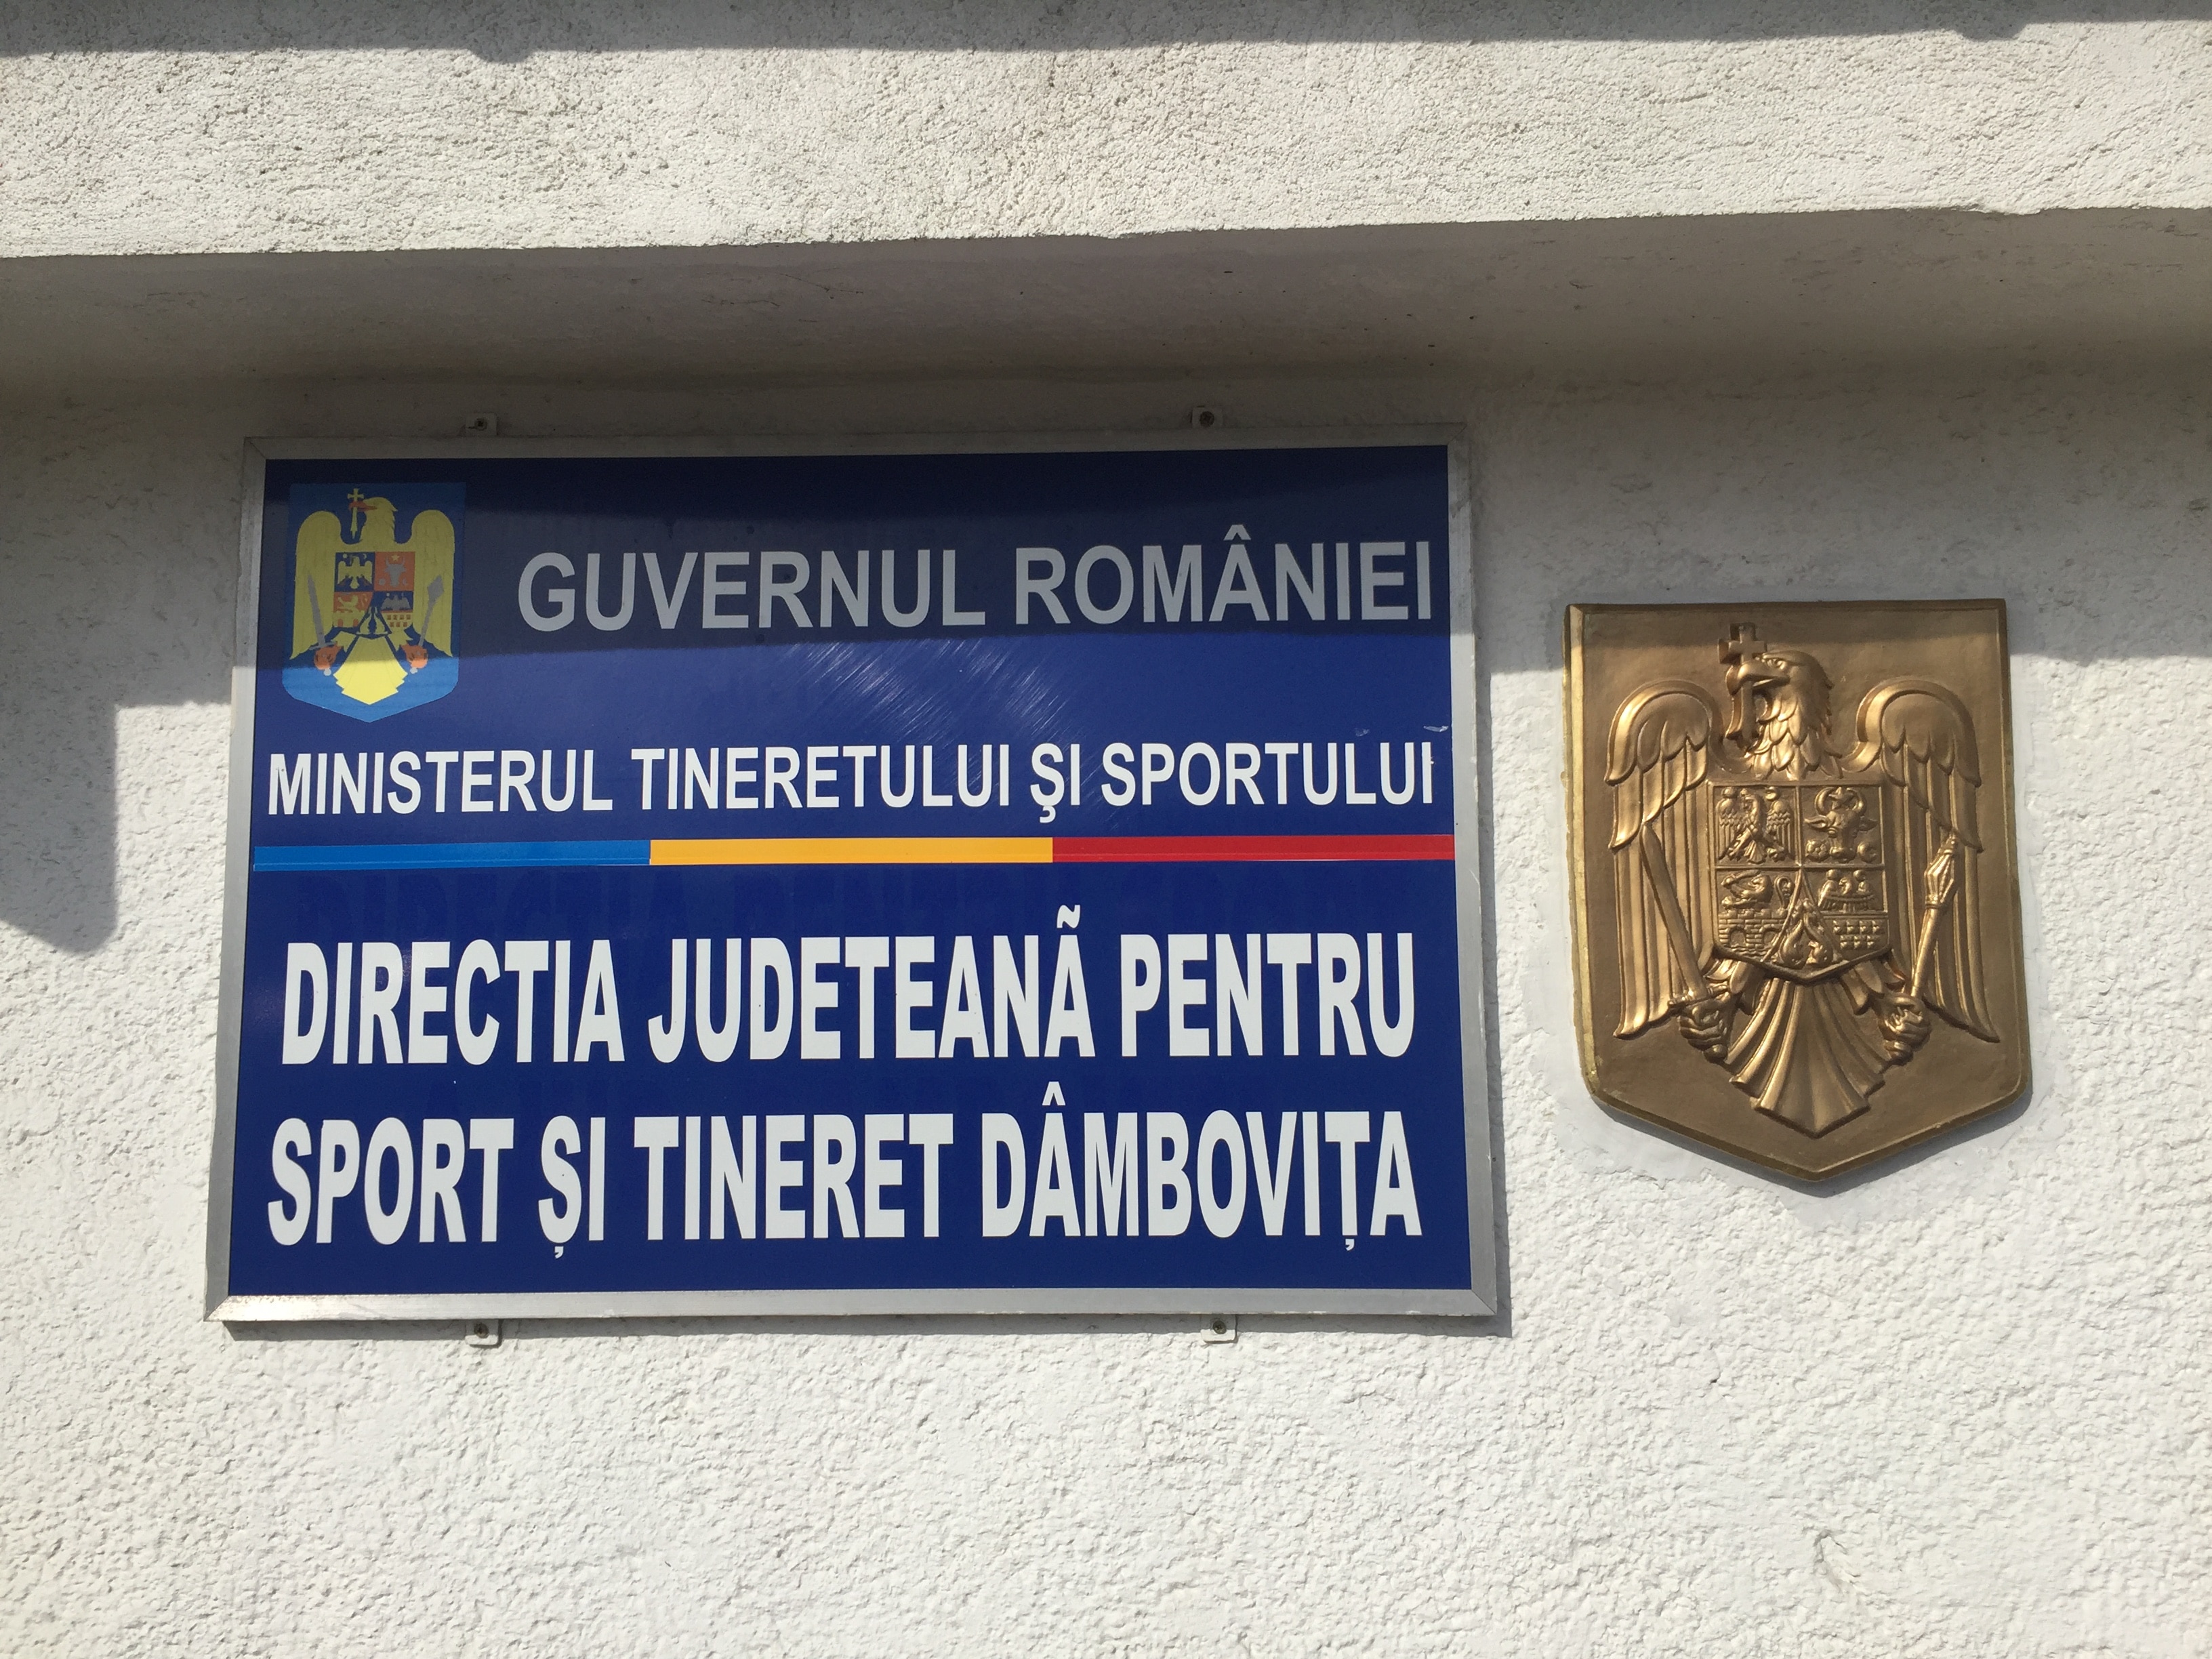 GUVERNUL ROMÂNIEI
MINISTERUL TINERETULUI ŞI SPORTULUI
DIRECTIA JUDETEANÃ PENTRU
SPORT ȘI TINERET DÂMBOVIȚA